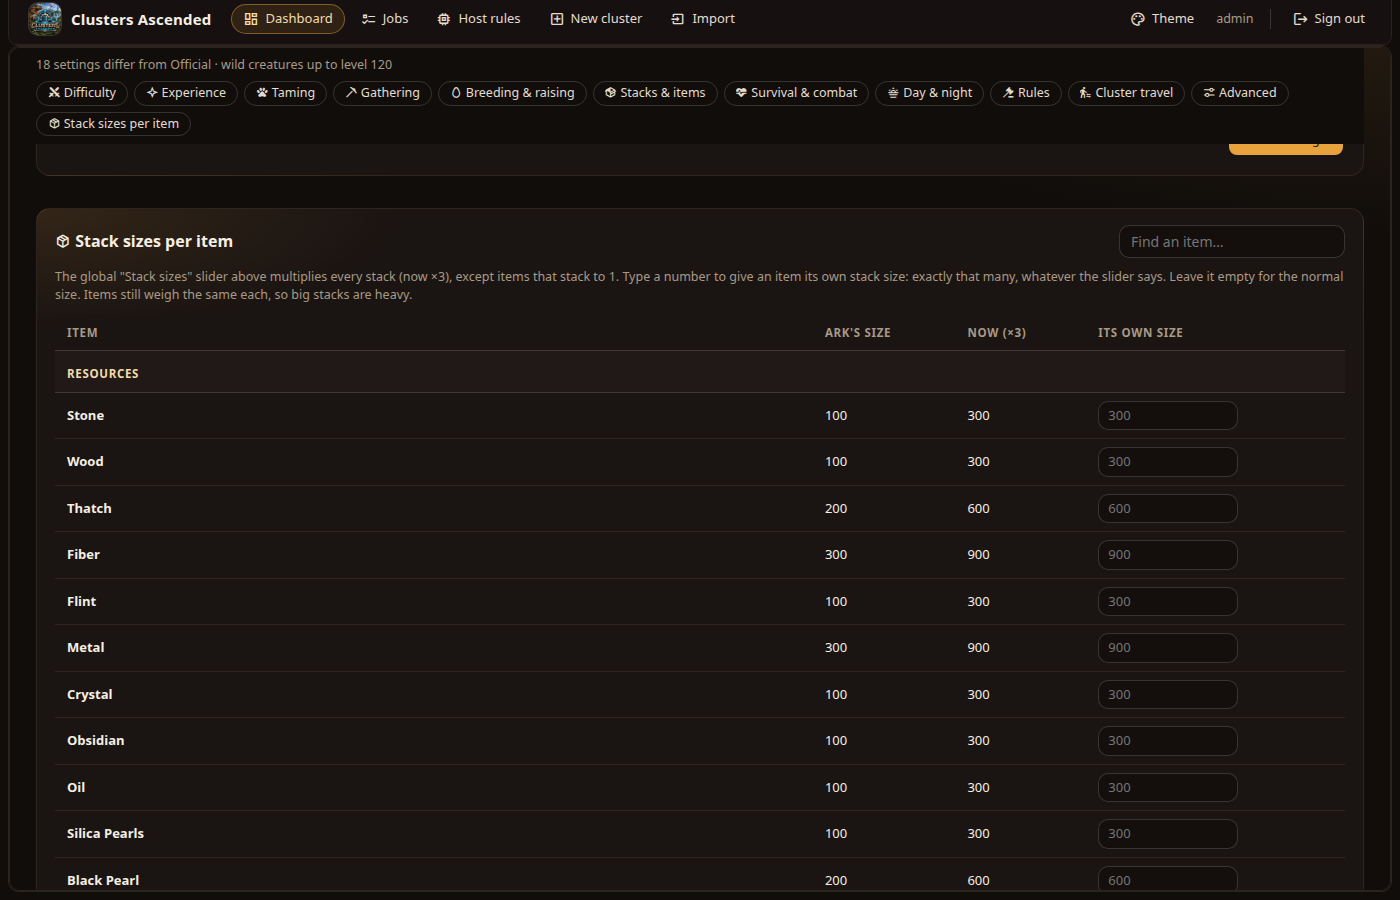 Clusters Ascended Dashboard Jobs Host rules New cluster Import Theme admin Sign out
18 settings differ from Official · wild creatures up to level 120
Difficulty Experience Taming Gathering Breeding & raising Stacks & items Survival & combat Day & night Rules Cluster travel Advanced
Stack sizes per item
Stack sizes per item Find an item...
The global "Stack sizes" slider above multiplies every stack (now ×3), except items that stack to 1. Type a number to give an item its own stack size: exactly that many, whatever the slider says. Leave it empty for the normal
size. Items still weigh the same each, so big stacks are heavy.
ITEM ARK'S SIZE NOW (×3) ITS OWN SIZE
RESOURCES
Stone 100 300 300
Wood 100 300 300
Thatch 200 600 600
Fiber 300 900 900
Flint 100 300 300
Metal 300 900 900
Crystal 100 300 300
Obsidian 100 300 300
Oil 100 300 300
Silica Pearls 100 300 300
Black Pearl 200 600 600